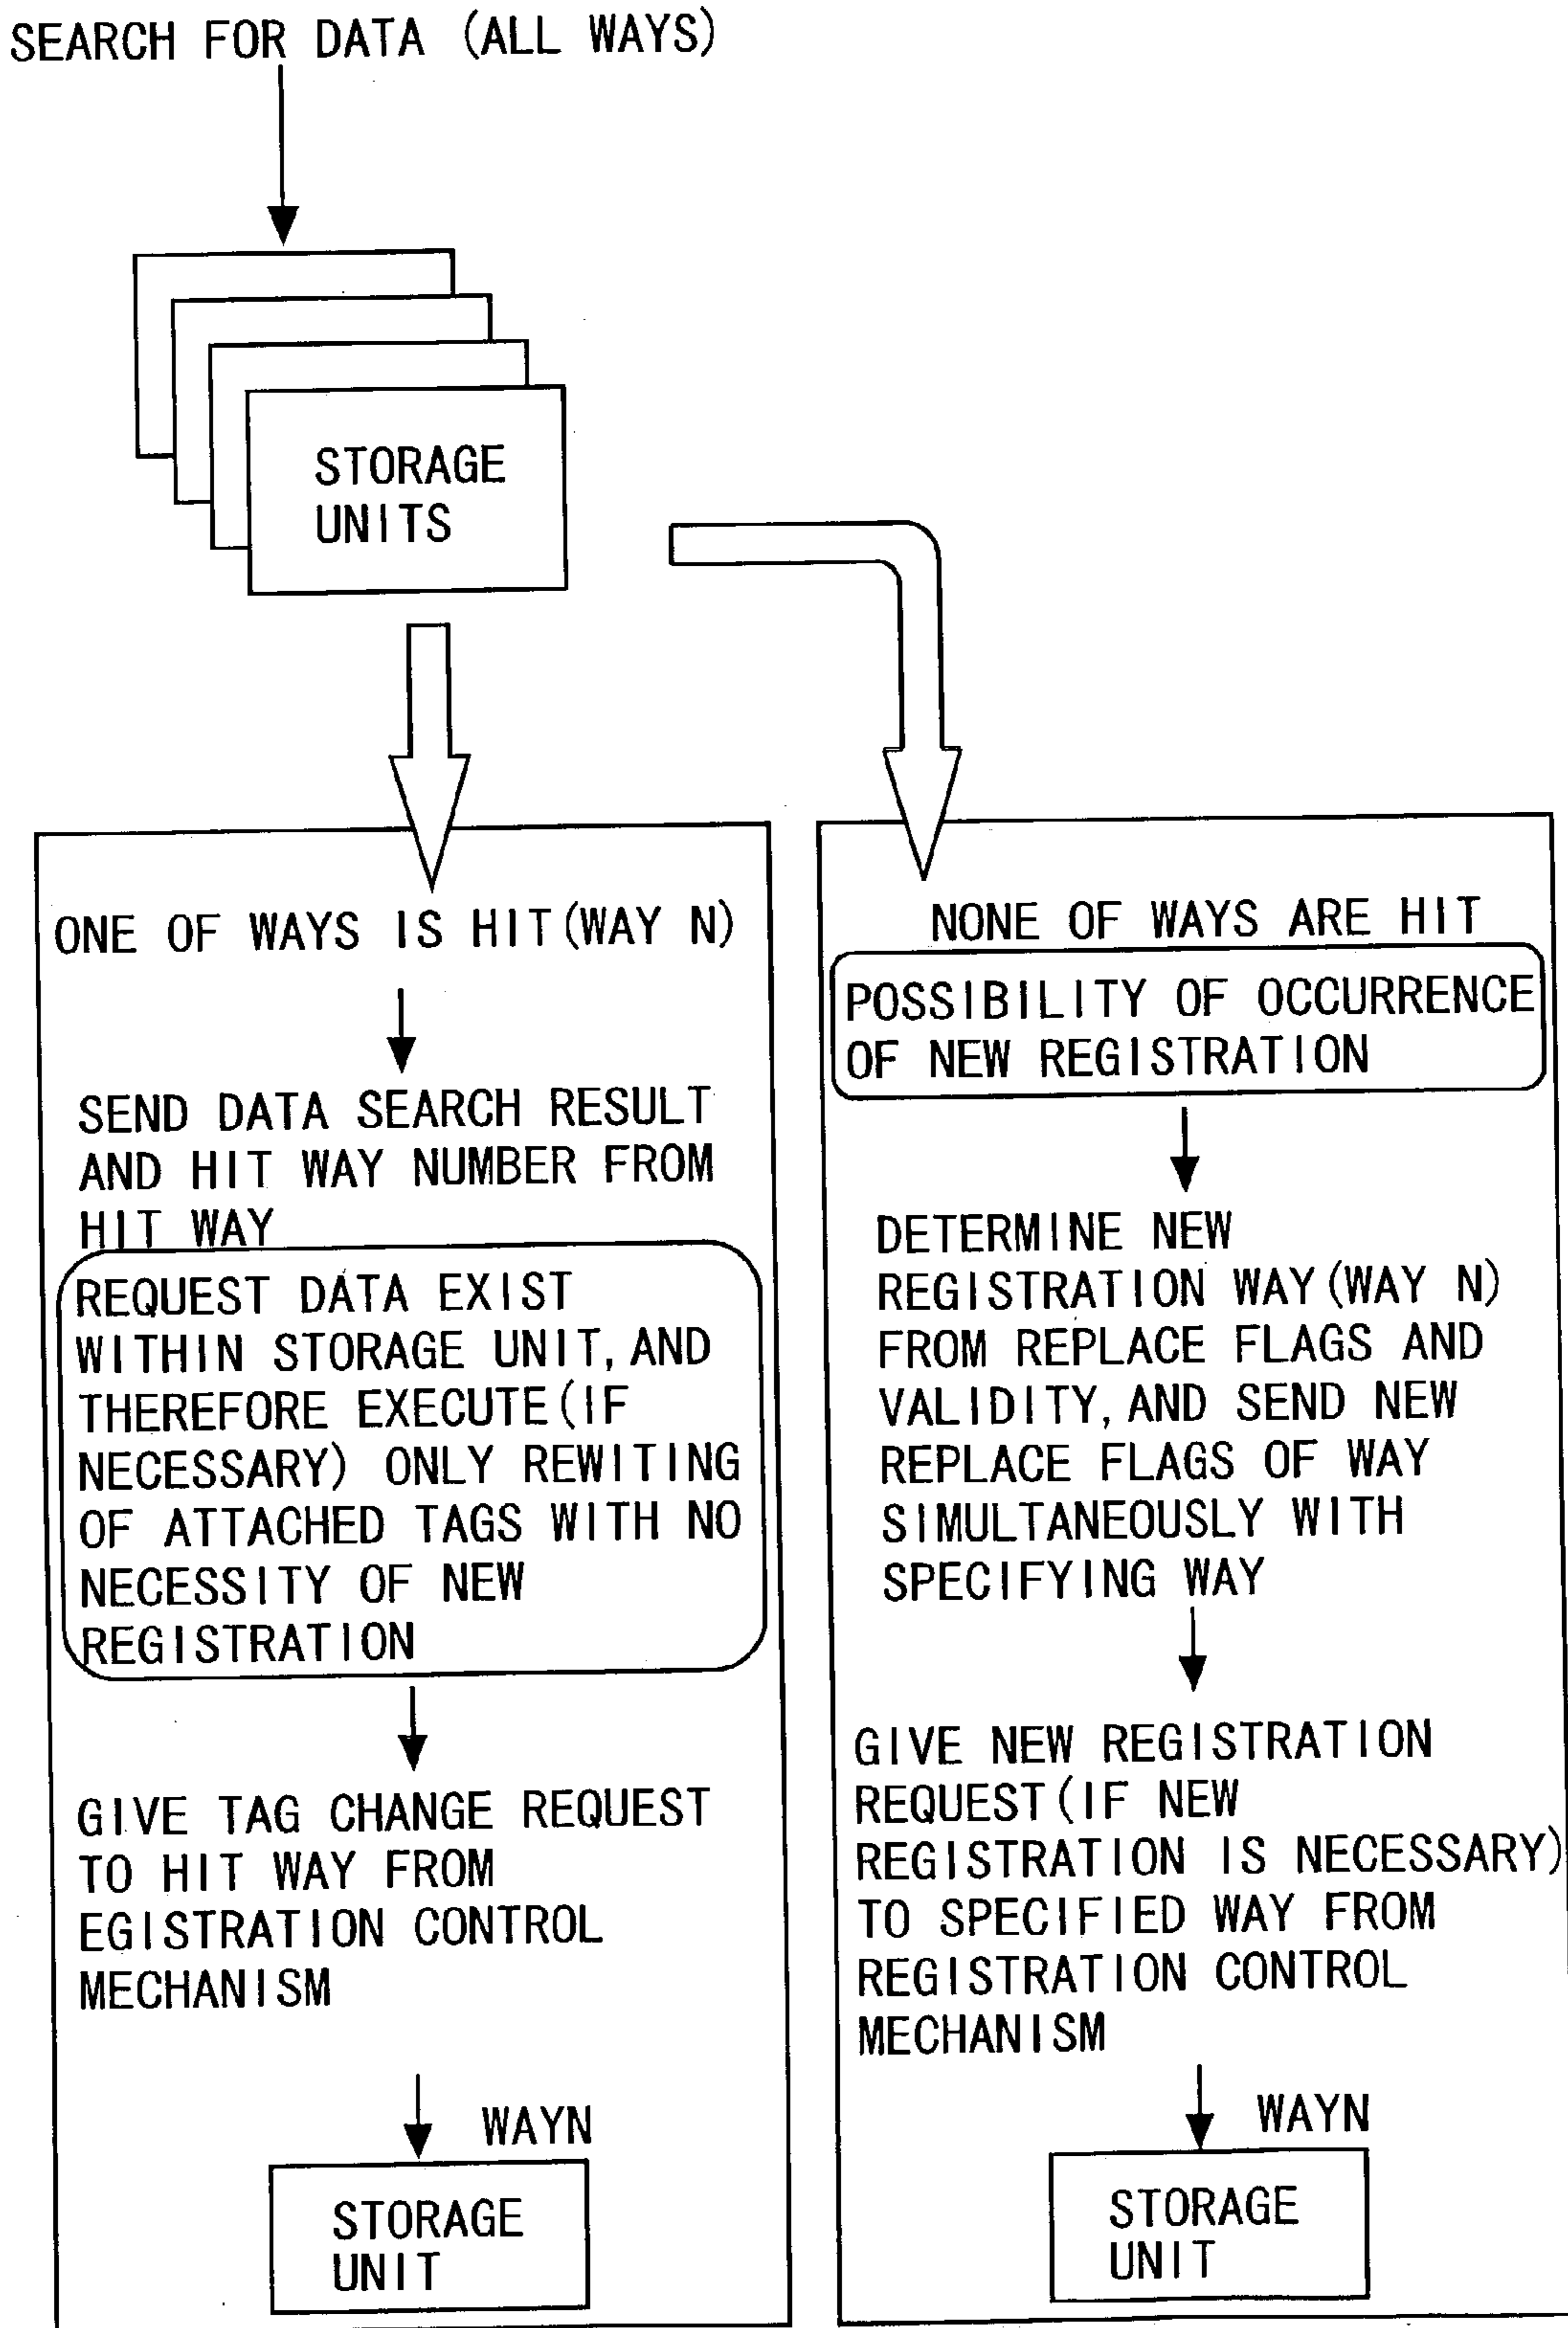 SEARCH FOR DATA (ALL WAYS)
STORAGE
UNITS
ONE OF WAYS IS HIT(WAY N)
SEND DATA SEARCH RESULT
AND HIT WAY NUMBER FROM
HIT WAY
REQUEST DATA EXIST
WITHIN STORAGE UNIT, AND
THEREFORE EXECUTE(IF
NECESSARY) ONLY REWITING
OF ATTACHED TAGS WITH NO
NECESSITY OF NEW
REGISTRATION
GIVE TAG CHANGE REQUEST
TO HIT WAY FROM
EGISTRATION CONTROL
MECHANISM
WAYN
STORAGE
UNIT
NONE OF WAYS ARE HIT
POSSIBILITY OF OCCURRENCE
OF NEW REGISTRATION
DETERMINE NEW
REGISTRATION WAY(WAY N)
FROM REPLACE FLAGS AND
VALIDITY, AND SEND NEW
REPLACE FLAGS OF WAY
SIMULTANEOUSLY WITH
SPECIFYING WAY
GIVE NEW REGISTRATION
REQUEST(IF NEW
REGISTRATION IS NECESSARY)
TO SPECIFIED WAY FROM
REGISTRATION CONTROL
MECHANISM
WAYN
STORAGE
UNIT